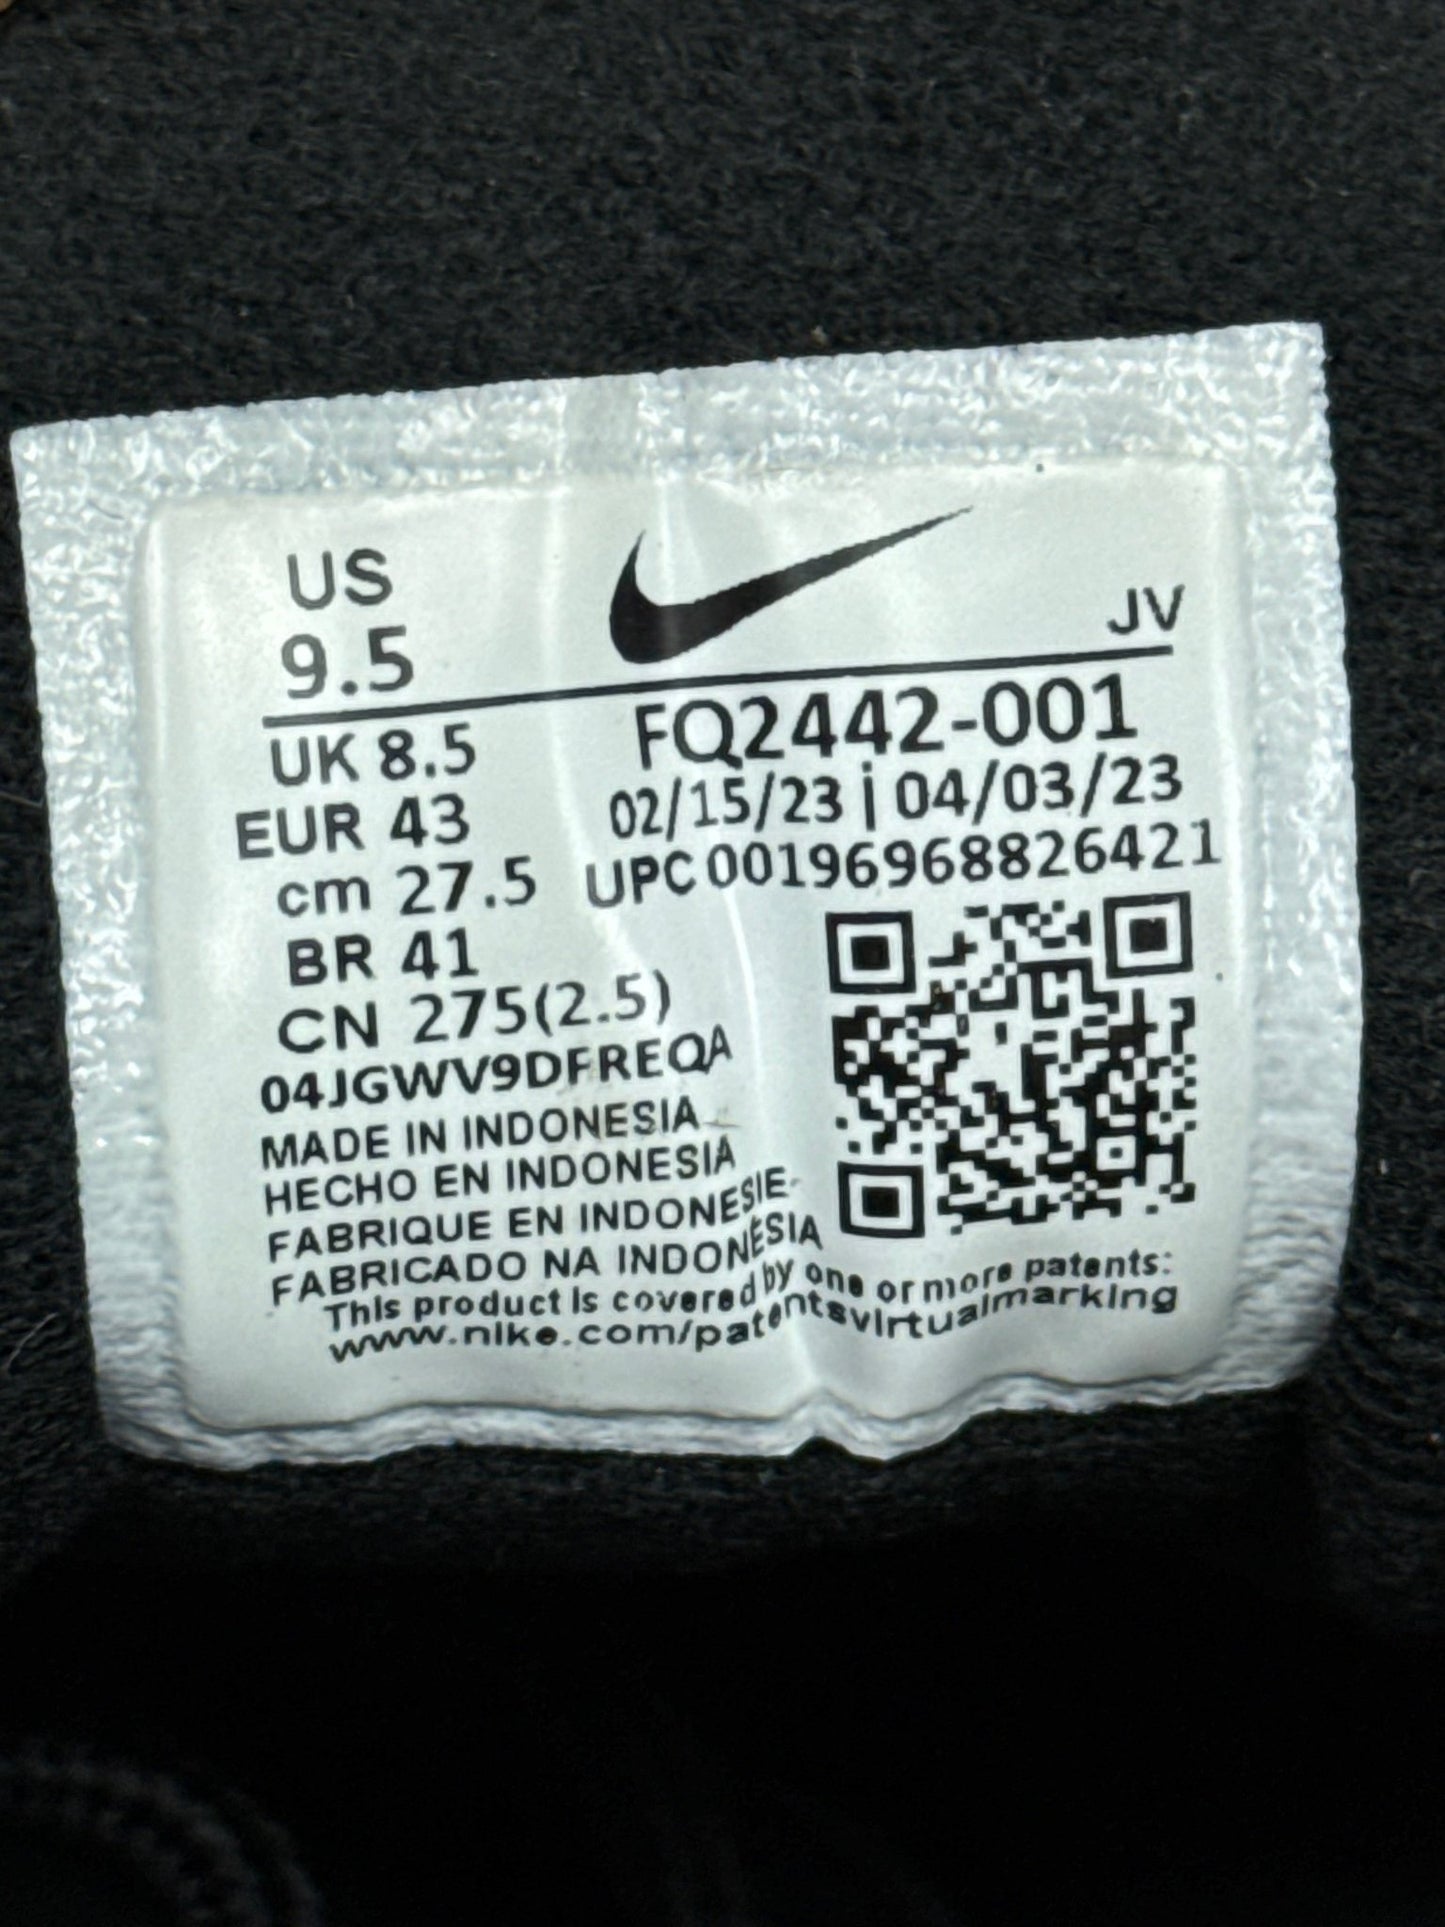 US
9.5
JV
UK 8.5
FQ2442-001
EUR 43
02/15/23 | 04/03/23
cm 27.5
UPC 00196968826421
BR 41
CN 275(2.5)
04JGWV9DFREQA
MADE IN INDONESIA
HECHO EN INDONESIA
FABRIQUE EN INDONESIE
FABRICADO NA INDONÉSIA
This product is covered by one or more patents:
www.nike.com/patentsvirtualmarking